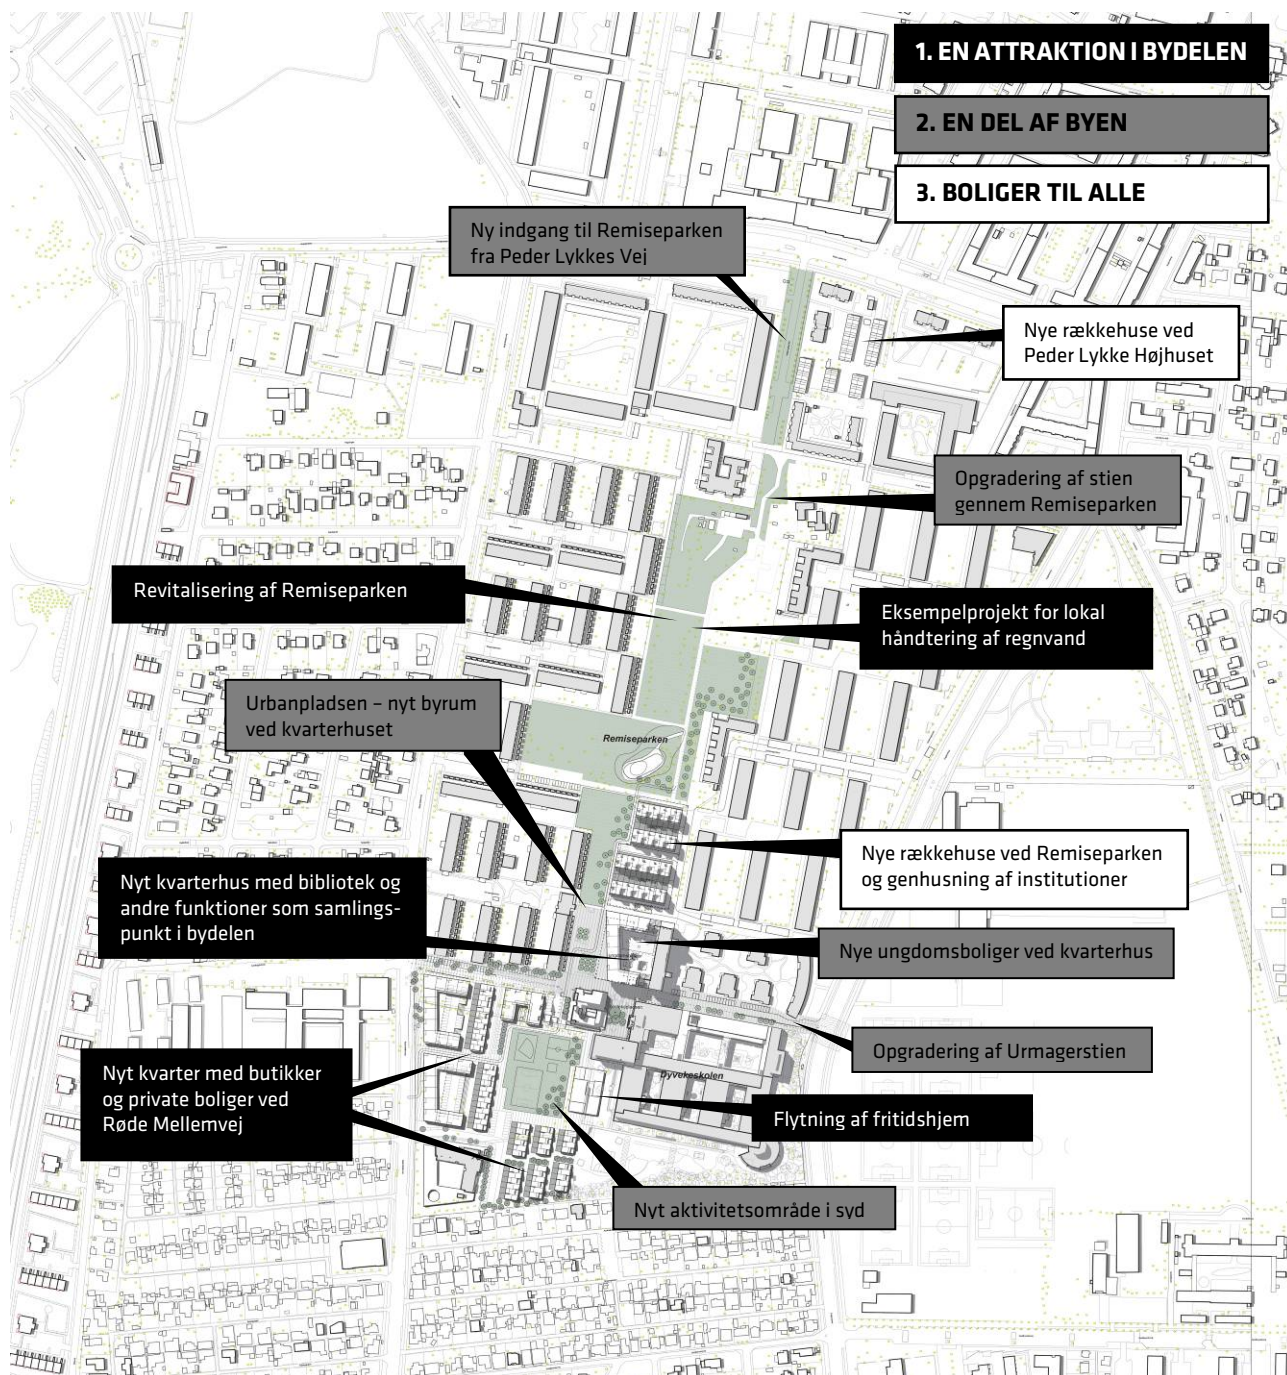 1. EN ATTRAKTION I BYDELEN
2. EN DEL AF BYEN
3. BOLIGER TIL ALLE
Ny indgang til Remiseparken
fra Peder Lykkes Vej
Nye rækkehuse ved
Peder Lykke Højhuset
Opgradering af stien
gennem Remiseparken
Revitalisering af Remiseparken
Eksempelprojekt for lokal
håndtering af regnvand
Urbanpladsen – nyt byrum
ved kvarterhuset
Remiseparken
Nye rækkehuse ved Remiseparken
og genhusning af institutioner
Nyt kvarterhus med bibliotek og
andre funktioner som samlings-
punkt i bydelen
Nye ungdomsboliger ved kvarterhus
Opgradering af Urmagerstien
Nyt kvarter med butikker
og private boliger ved
Røde Mellemvej
Dyvekeskolen
Flytning af fritidshjem
Nyt aktivitetsområde i syd